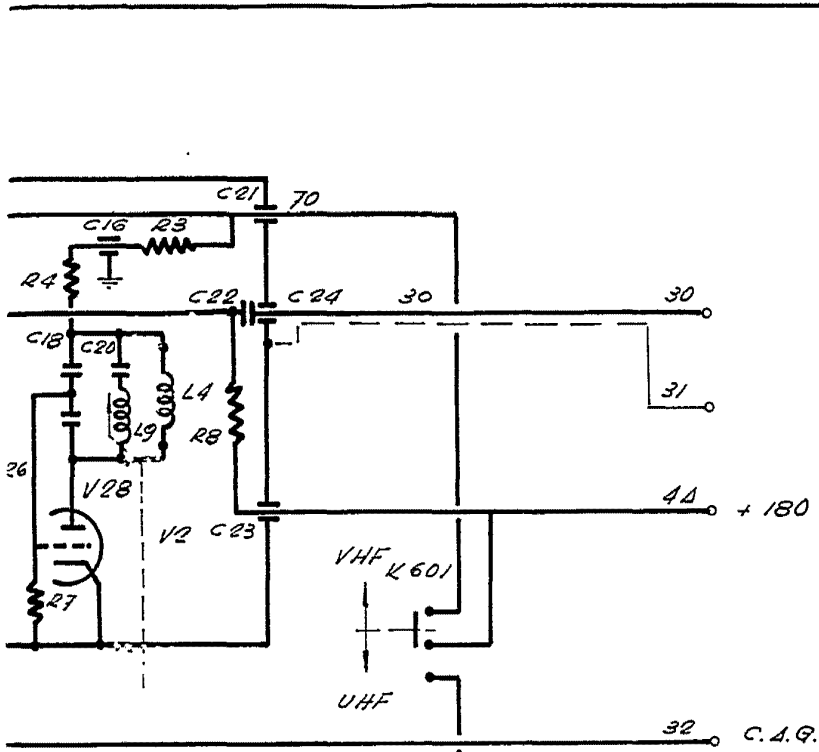 C21 70
C16 R3
R4
C22 C24 30 30
C18 C20
L4
31
L9
R8
26
V28
4A + 180
V2 C23
VHF K601
R7
UHF
32 C.A.G.